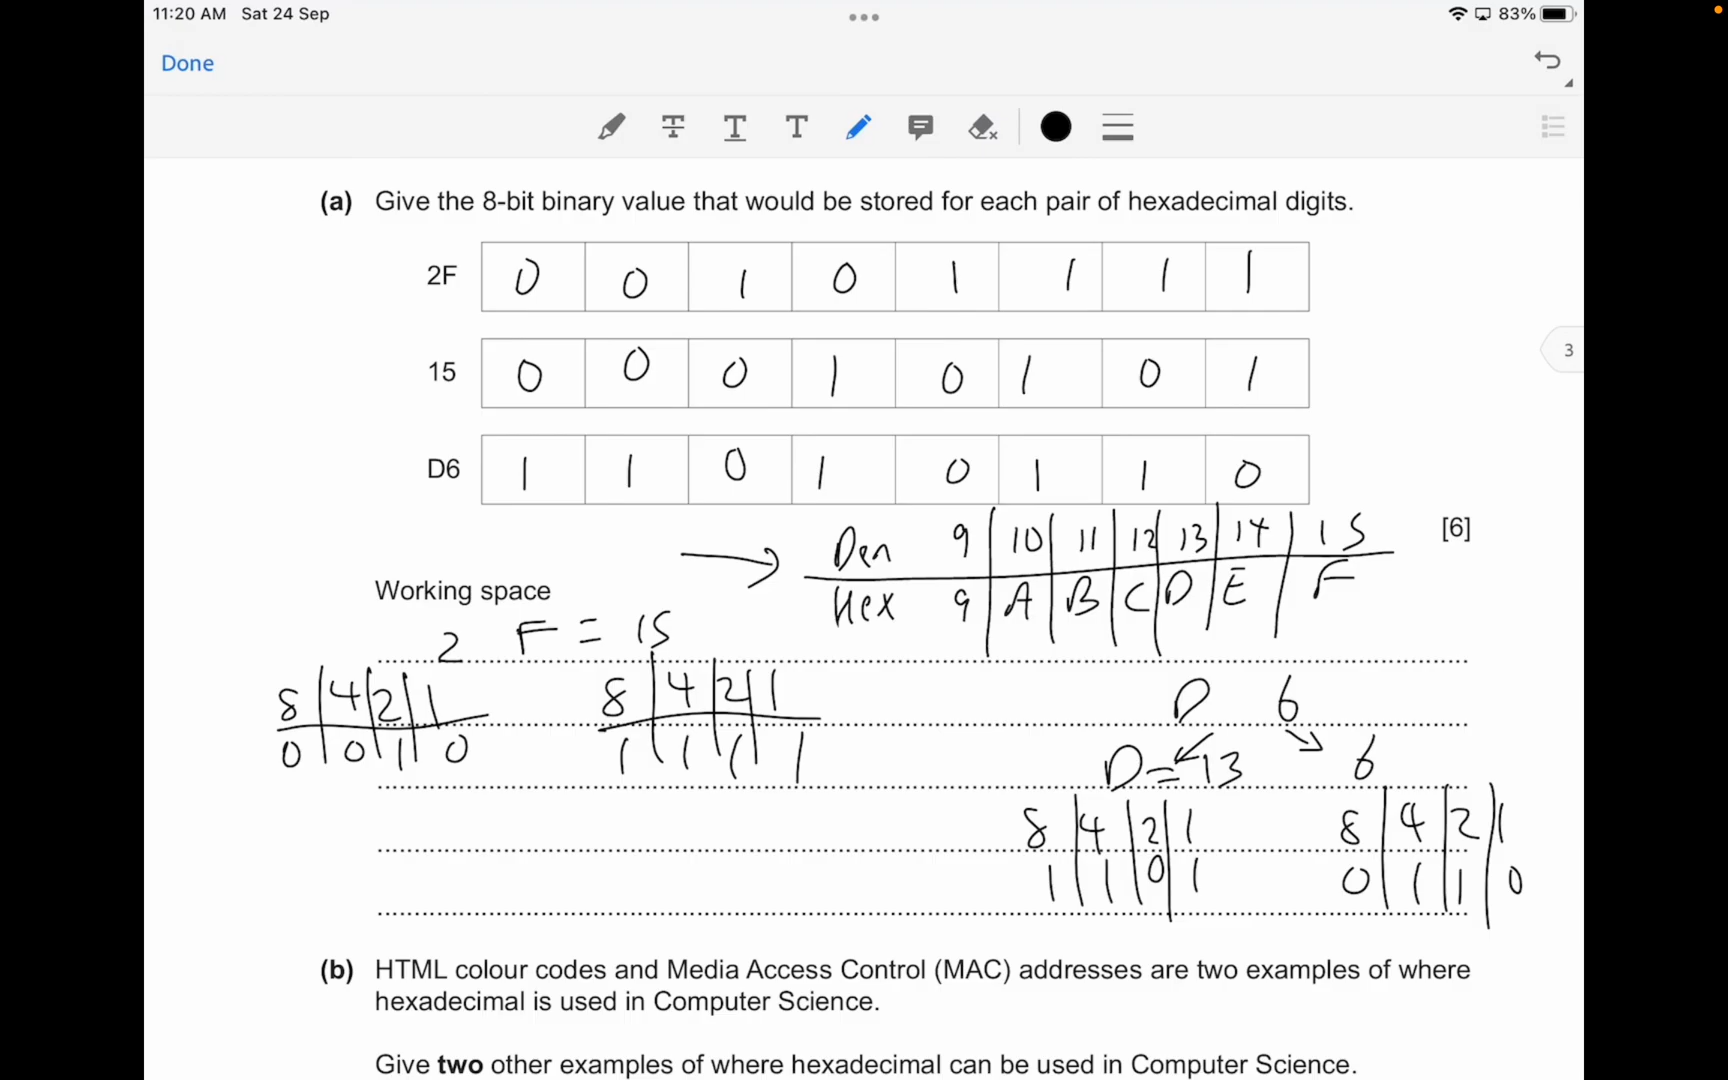 11:20 AM Sat 24 Sep
83%
Done
(a) Give the 8-bit binary value that would be stored for each pair of hexadecimal digits.
2F 0 0 1 0 1 1 1 1
3
15 0 0 0 1 0 1 0 1
D6 1 1 0 1 0 1 1 0
[6]
Den 9 10 11 12 13 14 15
Hex 9 A B C D E F
Working space
2 F = 15
8 4 2 1 8 4 2 1
0 0 1 0 1 1 1 1
D 6
D = 13 6
8 4 2 1 8 4 2 1
1 1 0 1 0 1 1 0
(b) HTML colour codes and Media Access Control (MAC) addresses are two examples of where
hexadecimal is used in Computer Science.
Give two other examples of where hexadecimal can be used in Computer Science.